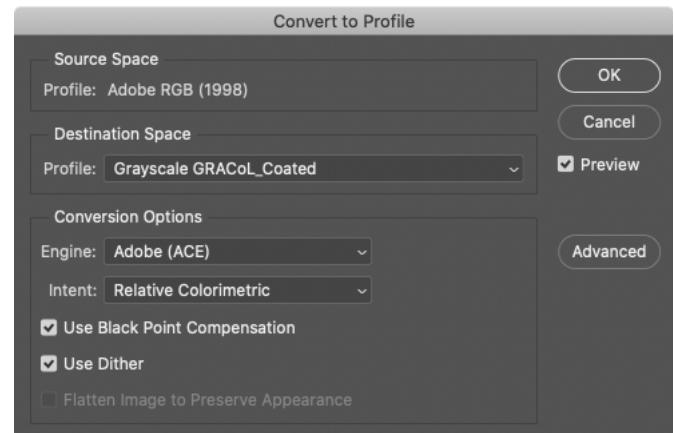 Convert to Profile
Source Space
Profile: Adobe RGB (1998)
OK
Cancel
Destination Space
Profile: Grayscale GRACoL_Coated
Preview
Conversion Options
Engine: Adobe (ACE)
Advanced
Intent: Relative Colorimetric
Use Black Point Compensation
Use Dither
Flatten Image to Preserve Appearance